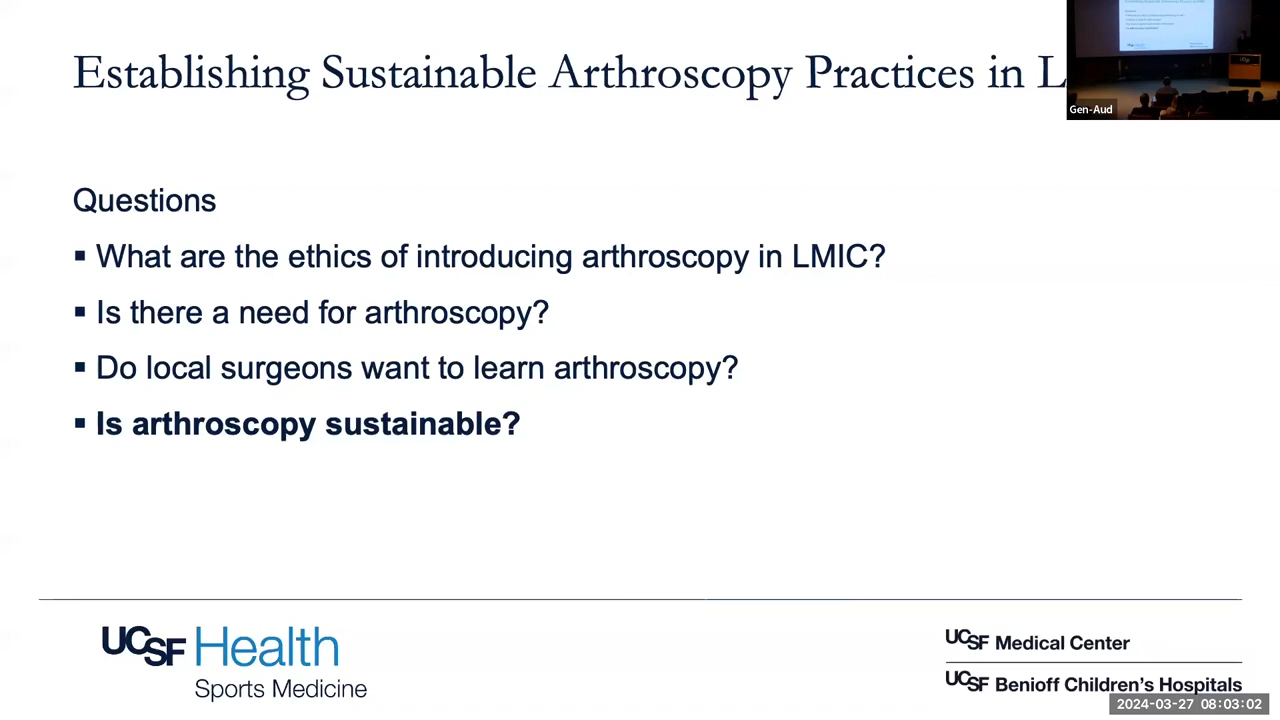 Establishing Sustainable Arthroscopy Practices in L
Gen-Aud
Questions
▪ What are the ethics of introducing arthroscopy in LMIC?
▪ Is there a need for arthroscopy?
▪ Do local surgeons want to learn arthroscopy?
▪ Is arthroscopy sustainable?
UCSF Health
Sports Medicine
UCSF Medical Center
UCSF Benioff Children's Hospitals
2024-03-27 08:03:02